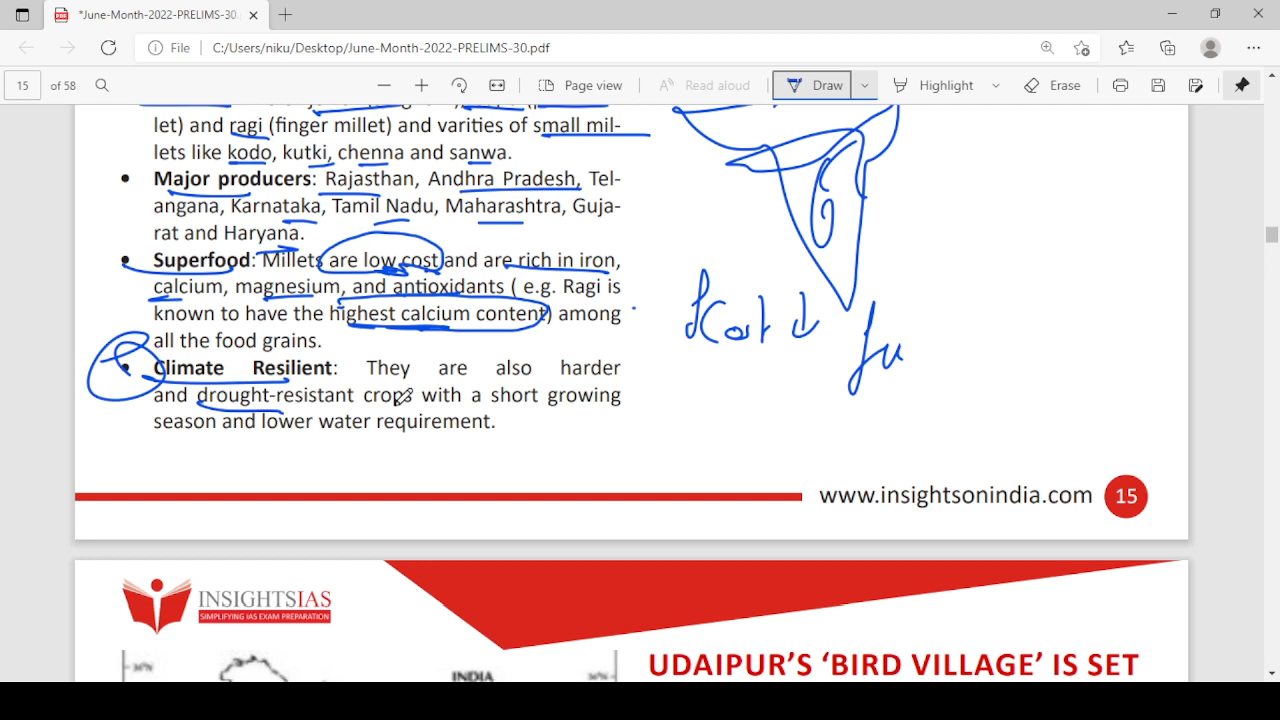 *June-Month-2022-PRELIMS-30.
File C:/Users/niku/Desktop/June-Month-2022-PRELIMS-30.pdf
15 of 58 Page view Read aloud Draw Highlight Erase
let) and ragi (finger millet) and varities of small mil-
lets like kodo, kutki, chenna and sanwa.
Major producers: Rajasthan, Andhra Pradesh, Tel-
angana, Karnataka, Tamil Nadu, Maharashtra, Guja-
rat and Haryana.
Superfood: Millets are low cost and are rich in iron,
calcium, magnesium, and antioxidants ( e.g. Ragi is
known to have the highest calcium content) among
all the food grains.
Climate Resilient: They are also harder
and drought-resistant crops with a short growing
season and lower water requirement.
www.insightsonindia.com 15
INSIGHTSIAS
SIMPLIFYING IAS EXAM PREPARATION
UDAIPUR'S 'BIRD VILLAGE' IS SET
INDIA